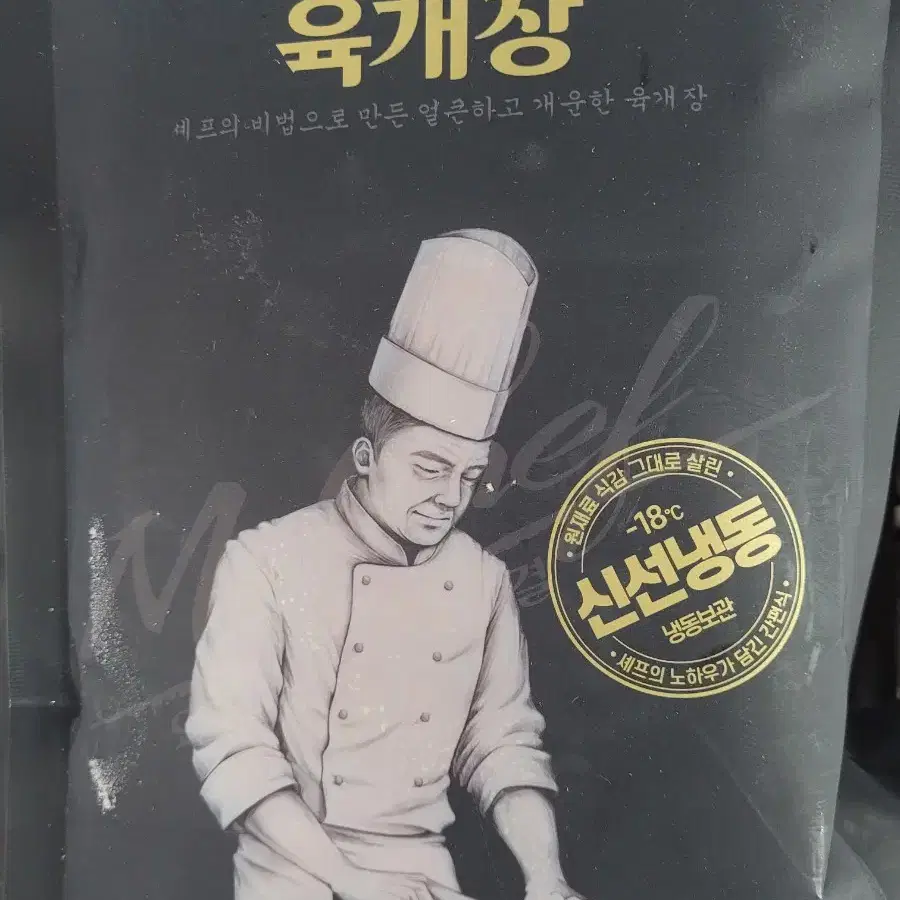 육개장
셰프의 비법으로 만든 얼큰하고 개운한 육개장
원재료 식감 그대로 살린
-18℃
신선냉동
냉동보관
셰프의 노하우가 담긴 간편식